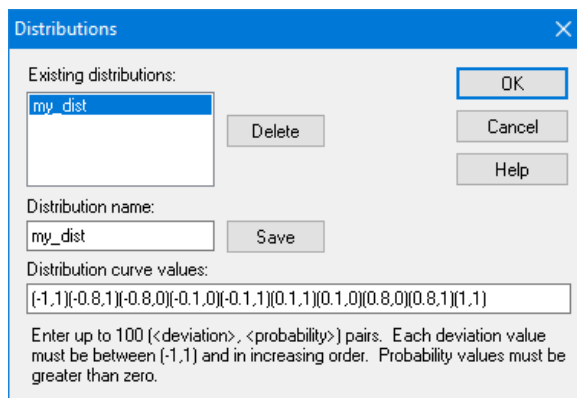 Distributions
Existing distributions:
my_dist
Delete
OK
Cancel
Help
Distribution name:
my_dist
Save
Distribution curve values:
(-1,1)(-0.8,1)(-0.8,0)(-0.1,0)(-0.1,1)(0.1,1)(0.1,0)(0.8,0)(0.8,1)(1,1)
Enter up to 100 (<deviation>, <probability>) pairs. Each deviation value
must be between (-1,1) and in increasing order. Probability values must be
greater than zero.